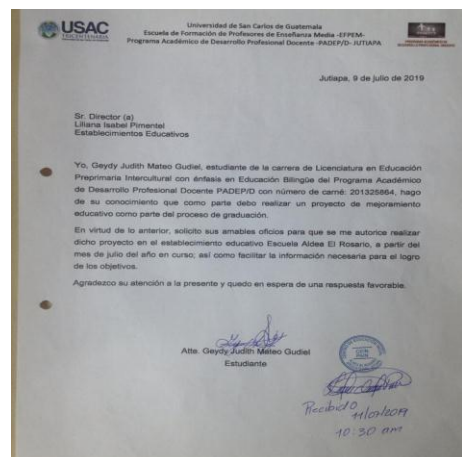 USAC
TRICENTENARIA
Universidad de San Carlos de Guatemala
Escuela de Formación de Profesores de Enseñanza Media -EFPEM-
Programa Académico de Desarrollo Profesional Docente -PADEP/D- JUTIAPA
Jutiapa, 9 de julio de 2019
Sr. Director (a)
Liliana Isabel Pimentel
Establecimientos Educativos
Yo, Geydy Judith Mateo Gudiel, estudiante de la carrera de Licenciatura en Educación
Preprimaria Intercultural con énfasis en Educación Bilingüe del Programa Académico
de Desarrollo Profesional Docente PADEP/D con número de carné: 201325864, hago
de su conocimiento que como parte debo realizar un proyecto de mejoramiento
educativo como parte del proceso de graduación.
En virtud de lo anterior, solicito sus amables oficios para que se me autorice realizar
dicho proyecto en el establecimiento educativo Escuela Aldea El Rosario, a partir del
mes de julio del año en curso; así como facilitar la información necesaria para el logro
de los objetivos.
Agradezco su atención a la presente y quedo en espera de una respuesta favorable.
Atte. Geydy Judith Mateo Gudiel
Estudiante
Recibido
11/07/2019
10:30 am